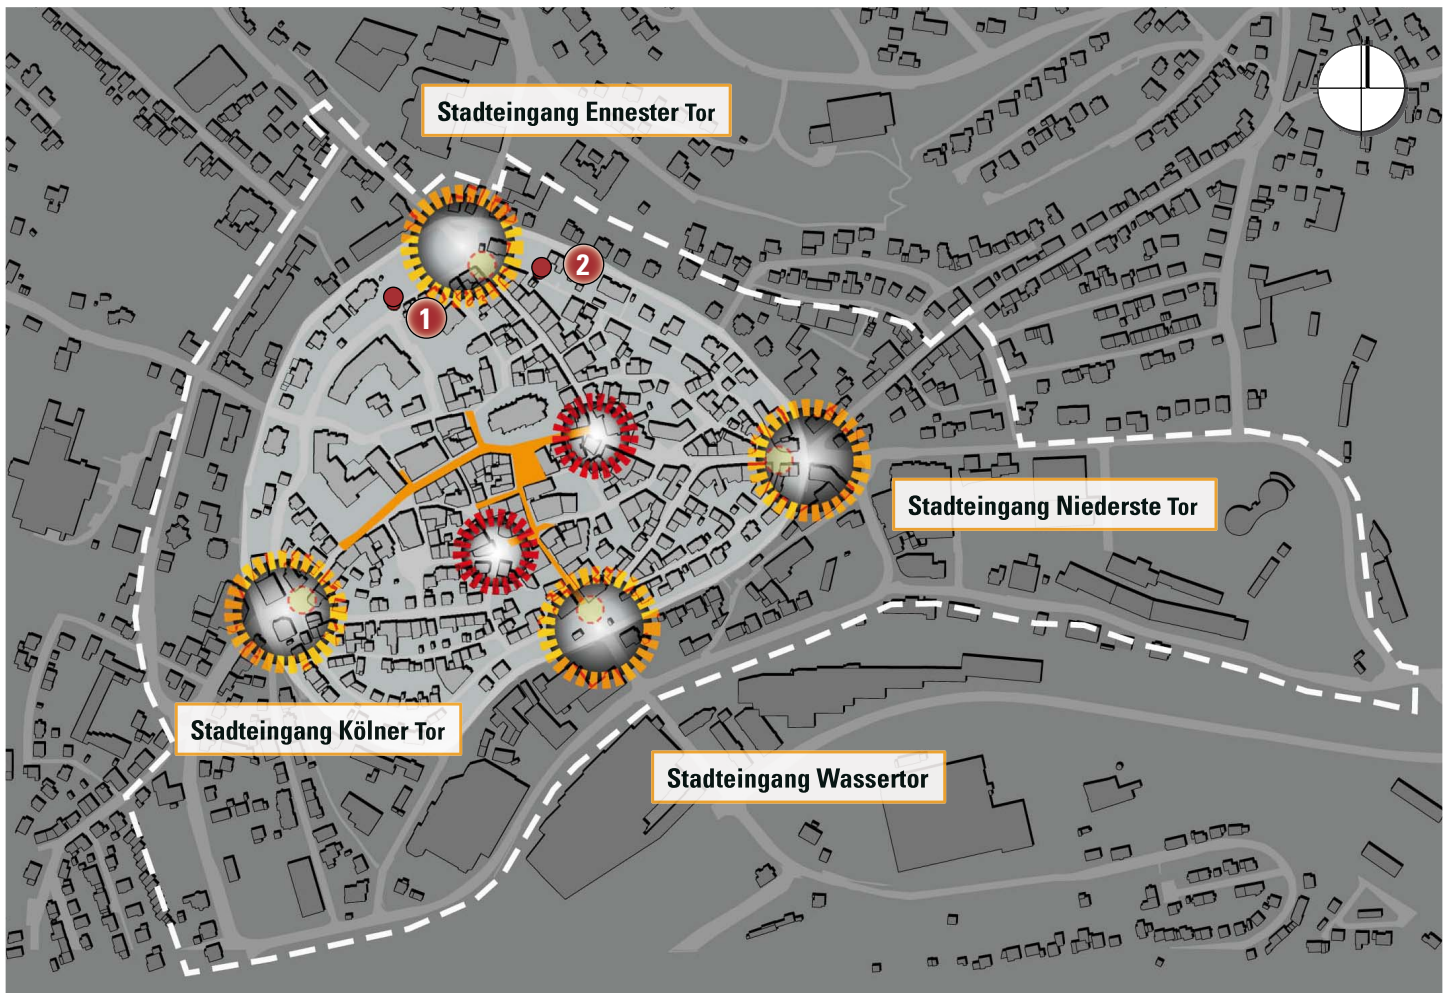 Stadteingang Ennester Tor
2
1
Stadteingang Niederste Tor
Stadteingang Kölner Tor
Stadteingang Wassertor